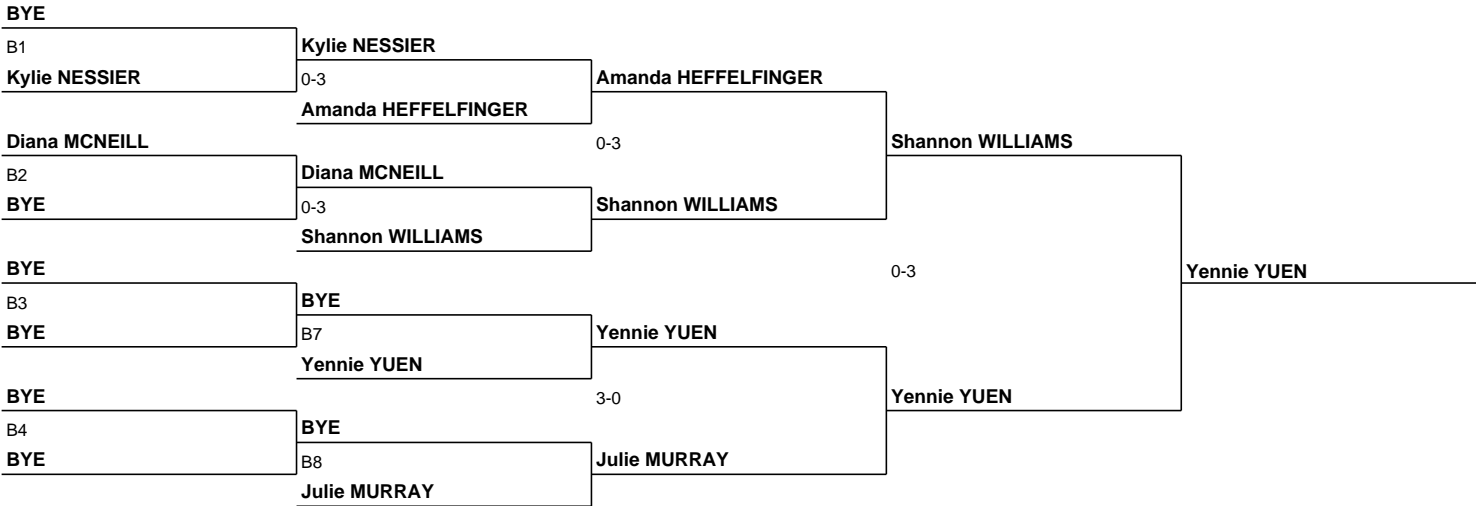 BYE
B1
Kylie NESSIER
Kylie NESSIER
0-3
Amanda HEFFELFINGER
Amanda HEFFELFINGER
Diana MCNEILL
B2
BYE
Diana MCNEILL
0-3
Shannon WILLIAMS
0-3
Shannon WILLIAMS
Shannon WILLIAMS
BYE
B3
BYE
BYE
B7
Yennie YUEN
Yennie YUEN
0-3
Yennie YUEN
BYE
B4
BYE
BYE
B8
Julie MURRAY
3-0
Julie MURRAY
Yennie YUEN